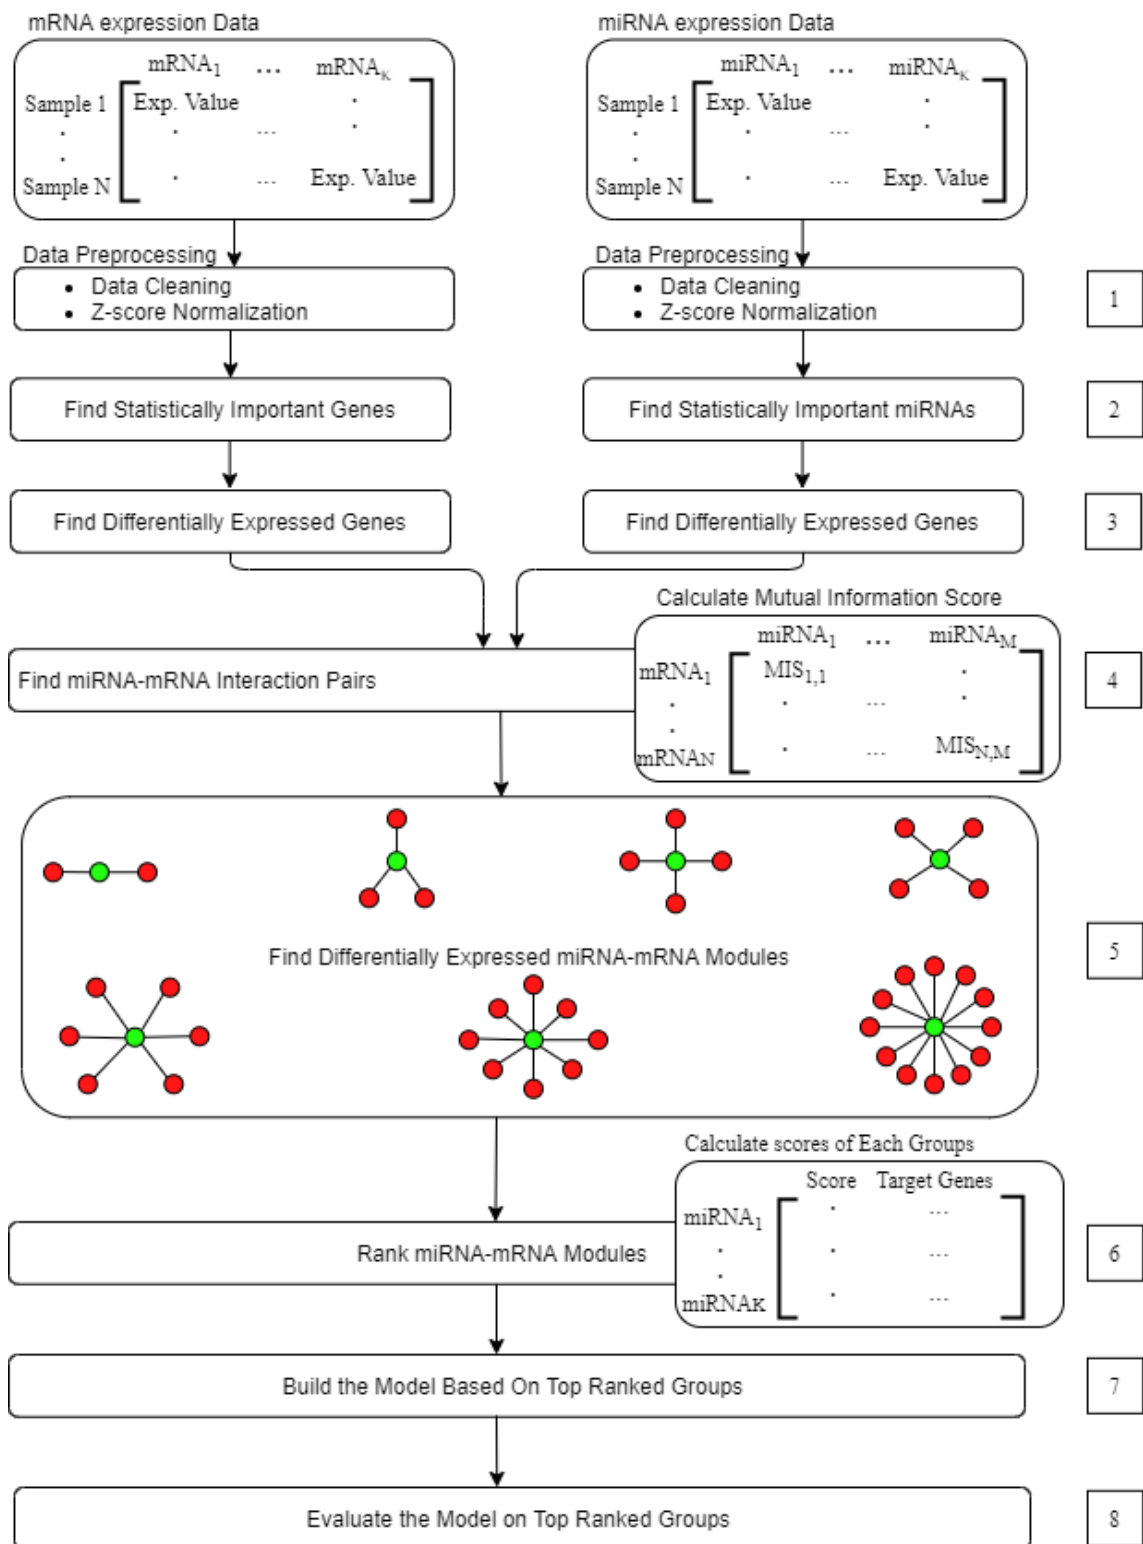 mRNA expression Data
miRNA expression Data
mRNA₁ ... mRNAₖ
Sample 1 Exp. Value .
. . ... .
.
Sample N . ... Exp. Value
miRNA₁ ... miRNAₖ
Sample 1 Exp. Value .
. . ... .
.
Sample N . ... Exp. Value
Data Preprocessing
• Data Cleaning
• Z-score Normalization
Data Preprocessing
• Data Cleaning
• Z-score Normalization
1
Find Statistically Important Genes
Find Statistically Important miRNAs
2
Find Differentially Expressed Genes
Find Differentially Expressed Genes
3
Calculate Mutual Information Score
miRNA₁ ... miRNA_M
Find miRNA-mRNA Interaction Pairs
mRNA₁ MIS₁,₁ .
. . ... .
.
mRNAN . ... MIS_N,M
4
Find Differentially Expressed miRNA-mRNA Modules
5
Calculate scores of Each Groups
Score Target Genes
Rank miRNA-mRNA Modules
miRNA₁ . ...
. . ...
.
miRNAK . ...
6
Build the Model Based On Top Ranked Groups
7
Evaluate the Model on Top Ranked Groups
8